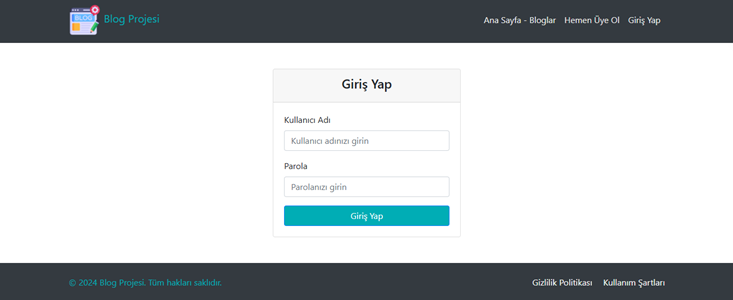 BLOG
Blog Projesi
Ana Sayfa - Bloglar Hemen Üye Ol Giriş Yap
Giriş Yap
Kullanıcı Adı
Kullanıcı adınızı girin
Parola
Parolanızı girin
Giriş Yap
© 2024 Blog Projesi. Tüm hakları saklıdır.
Gizlilik Politikası Kullanım Şartları